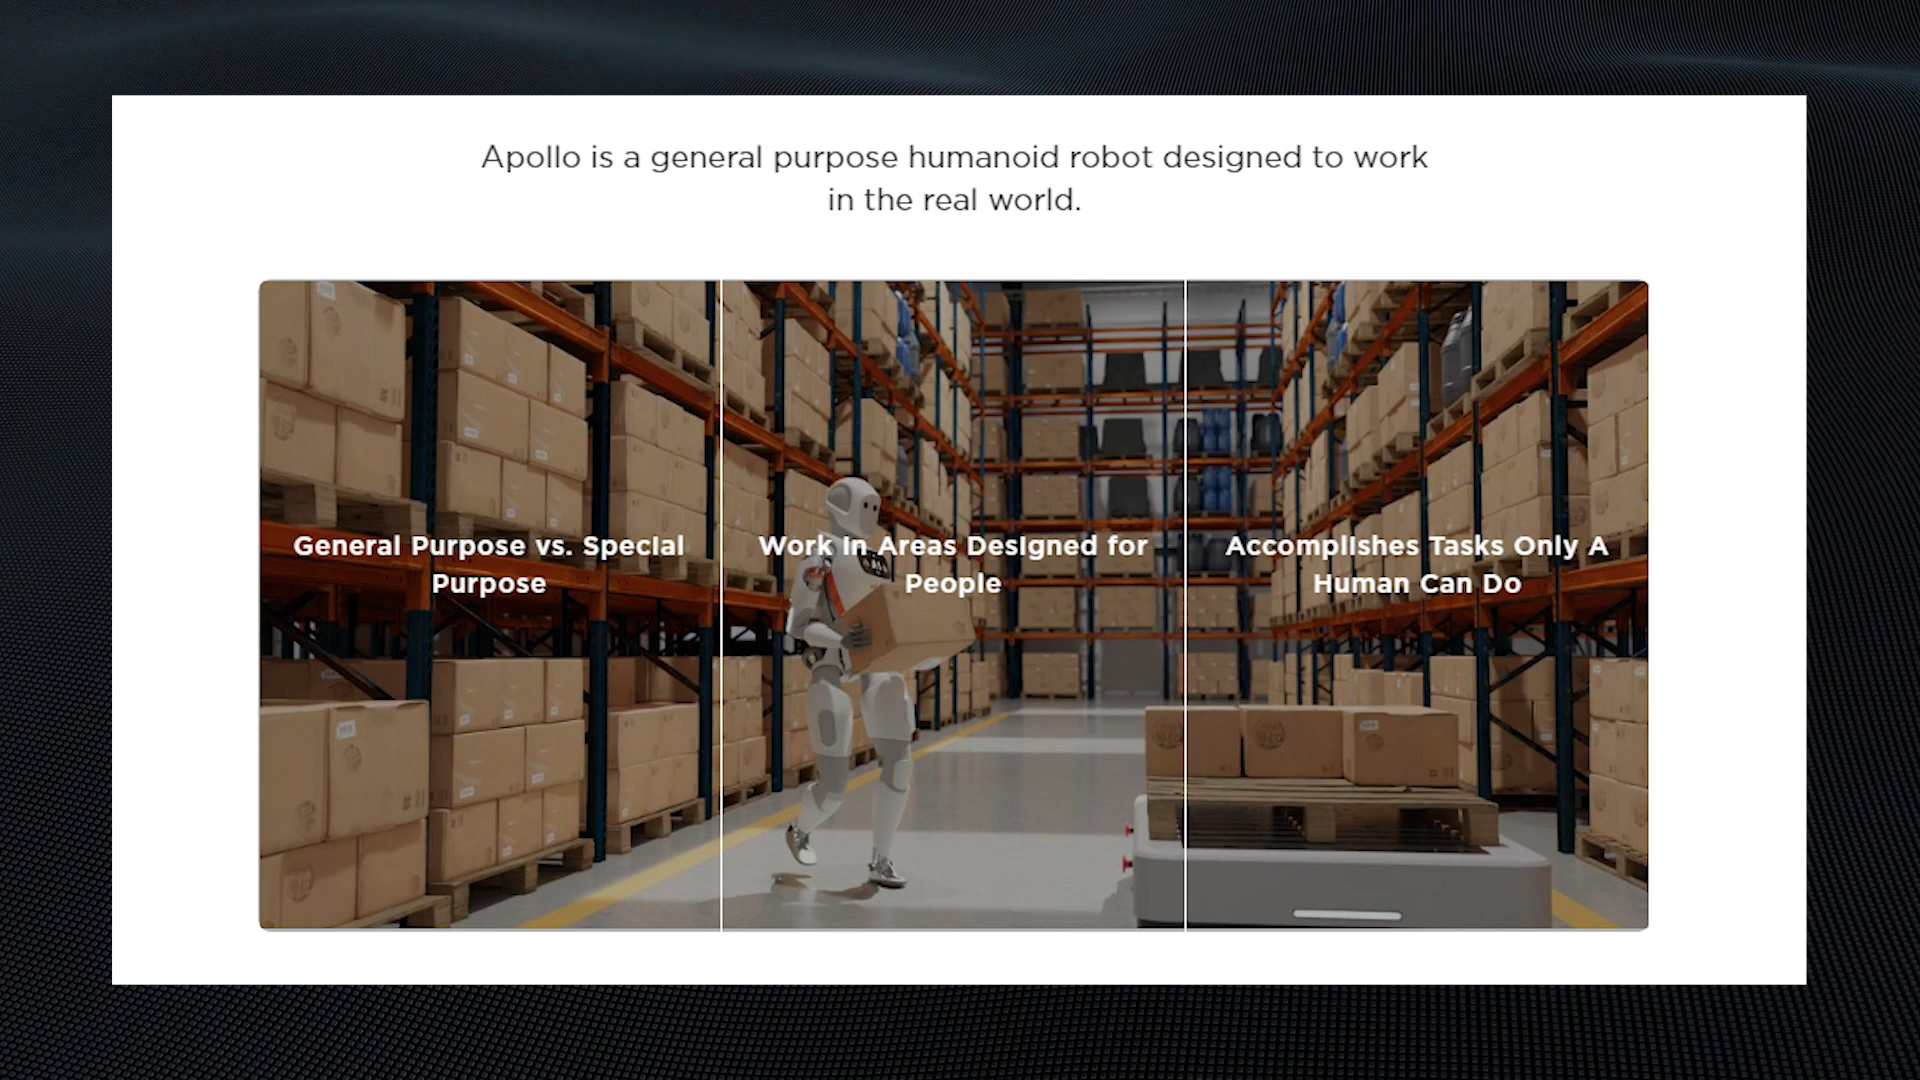 Apollo is a general purpose humanoid robot designed to work
in the real world.
General Purpose vs. Special
Purpose
Work in Areas Designed for
People
Accomplishes Tasks Only A
Human Can Do